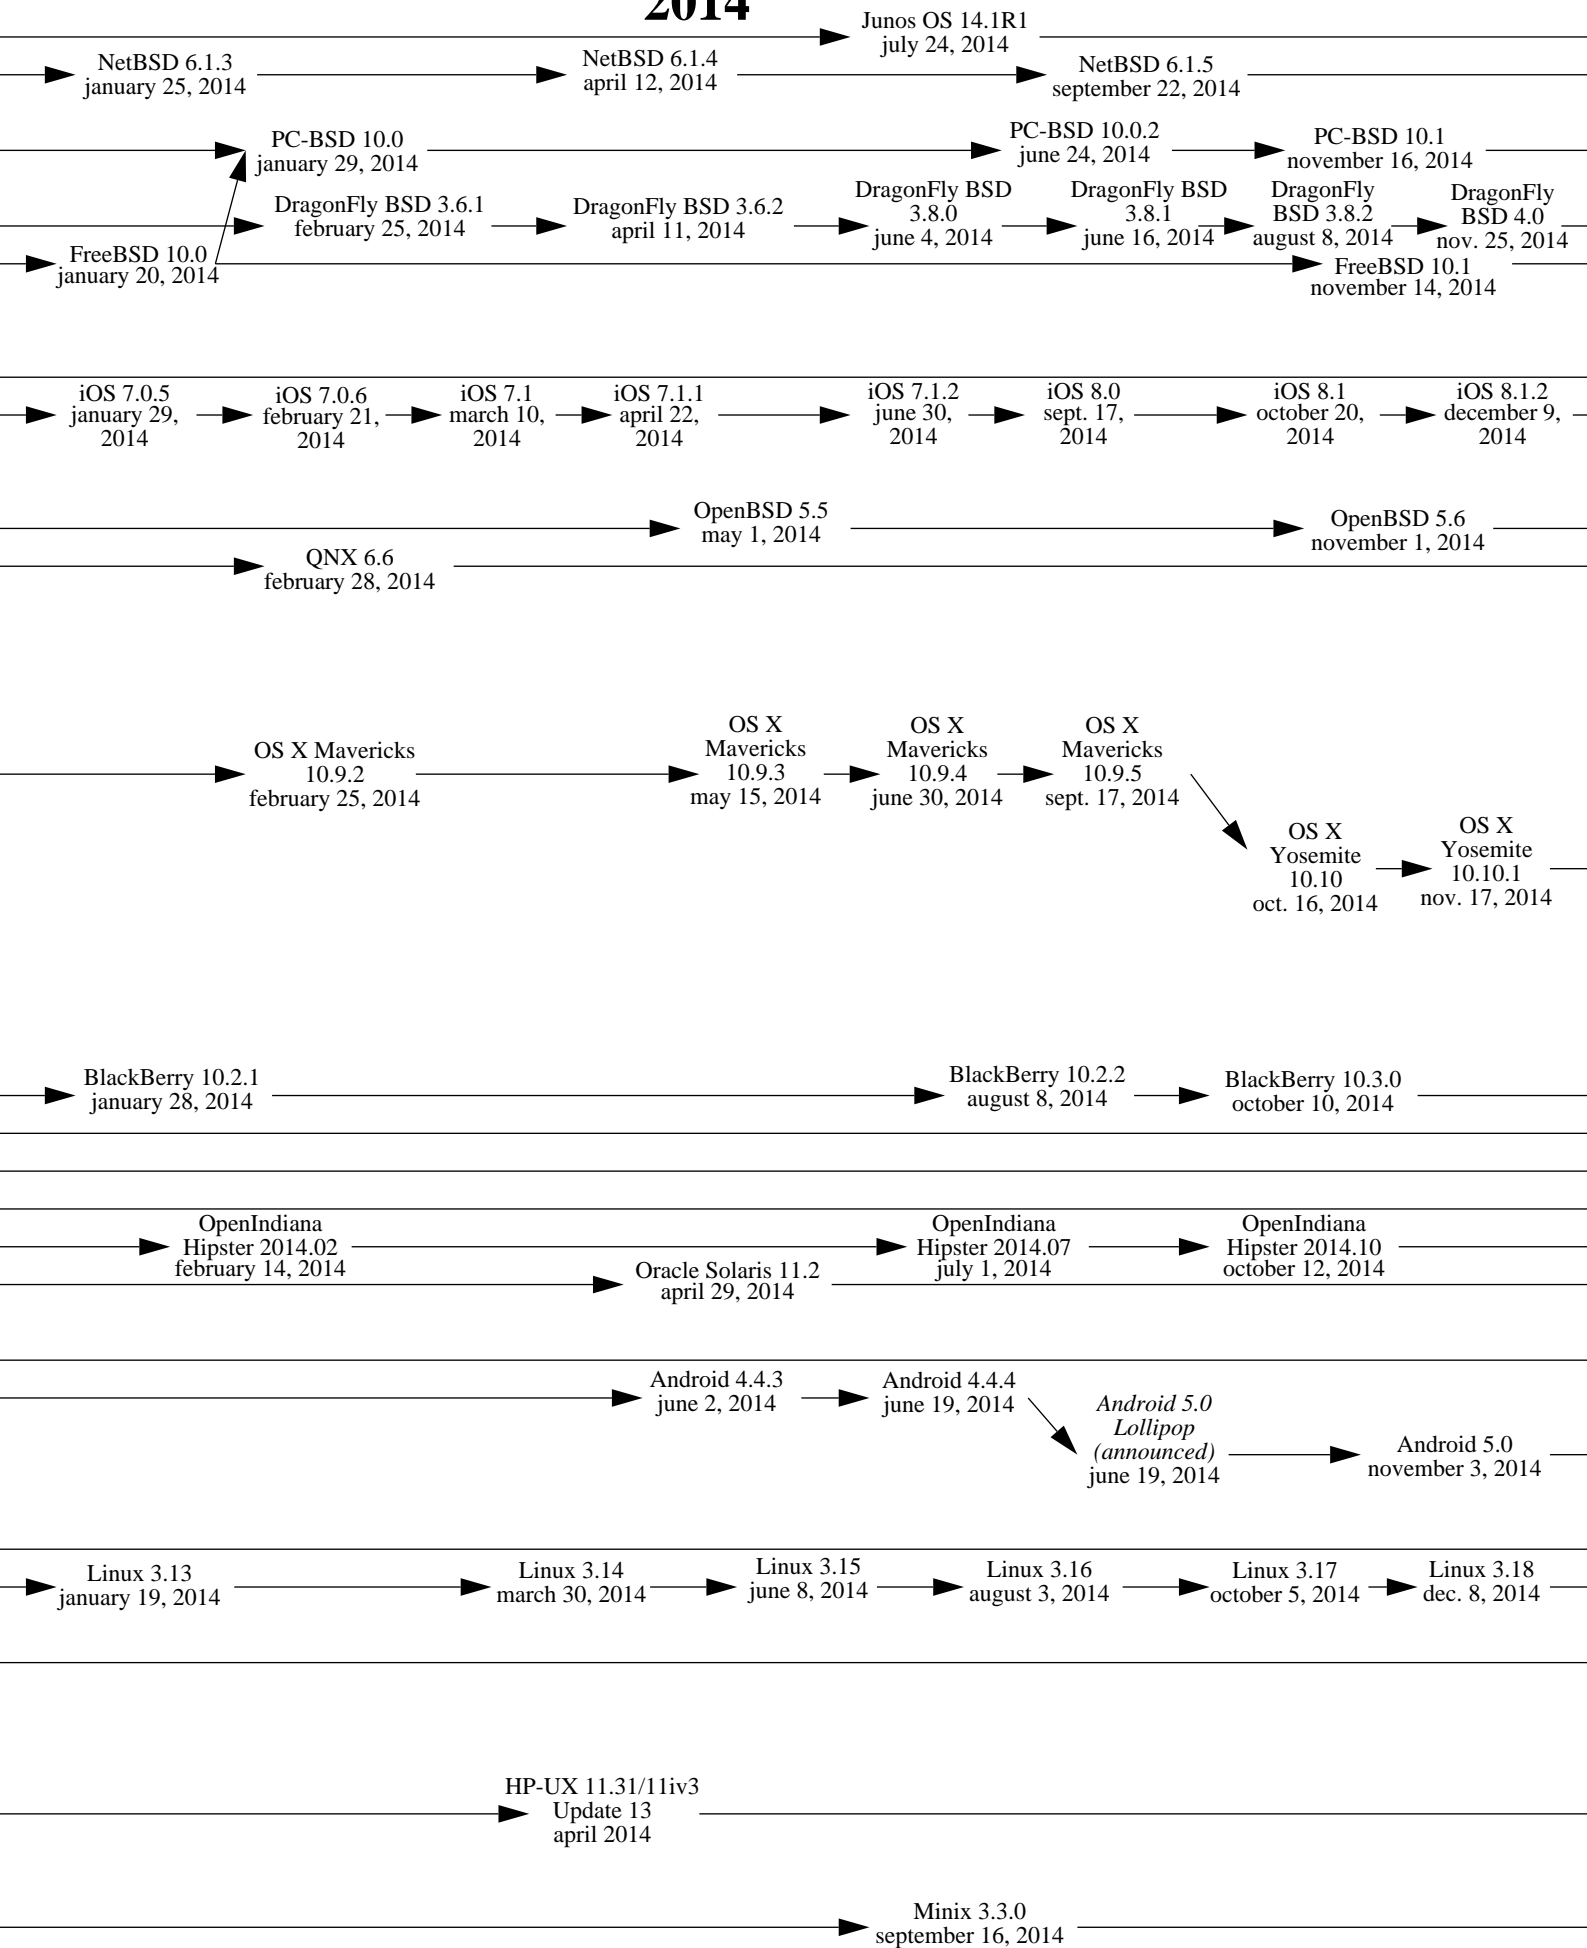 2014
Junos OS 14.1R1
july 24, 2014
NetBSD 6.1.3
january 25, 2014
NetBSD 6.1.4
april 12, 2014
NetBSD 6.1.5
september 22, 2014
PC-BSD 10.0
january 29, 2014
PC-BSD 10.0.2
june 24, 2014
PC-BSD 10.1
november 16, 2014
DragonFly BSD 3.6.1
february 25, 2014
DragonFly BSD 3.6.2
april 11, 2014
DragonFly BSD
3.8.0
june 4, 2014
DragonFly BSD
3.8.1
june 16, 2014
DragonFly
BSD 3.8.2
august 8, 2014
DragonFly
BSD 4.0
nov. 25, 2014
FreeBSD 10.0
january 20, 2014
FreeBSD 10.1
november 14, 2014
iOS 7.0.5
january 29,
2014
iOS 7.0.6
february 21,
2014
iOS 7.1
march 10,
2014
iOS 7.1.1
april 22,
2014
iOS 7.1.2
june 30,
2014
iOS 8.0
sept. 17,
2014
iOS 8.1
october 20,
2014
iOS 8.1.2
december 9,
2014
OpenBSD 5.5
may 1, 2014
OpenBSD 5.6
november 1, 2014
QNX 6.6
february 28, 2014
OS X Mavericks
10.9.2
february 25, 2014
OS X
Mavericks
10.9.3
may 15, 2014
OS X
Mavericks
10.9.4
june 30, 2014
OS X
Mavericks
10.9.5
sept. 17, 2014
OS X
Yosemite
10.10
oct. 16, 2014
OS X
Yosemite
10.10.1
nov. 17, 2014
BlackBerry 10.2.1
january 28, 2014
BlackBerry 10.2.2
august 8, 2014
BlackBerry 10.3.0
october 10, 2014
OpenIndiana
Hipster 2014.02
february 14, 2014
OpenIndiana
Hipster 2014.07
july 1, 2014
OpenIndiana
Hipster 2014.10
october 12, 2014
Oracle Solaris 11.2
april 29, 2014
Android 4.4.3
june 2, 2014
Android 4.4.4
june 19, 2014
Android 5.0
Lollipop
(announced)
june 19, 2014
Android 5.0
november 3, 2014
Linux 3.13
january 19, 2014
Linux 3.14
march 30, 2014
Linux 3.15
june 8, 2014
Linux 3.16
august 3, 2014
Linux 3.17
october 5, 2014
Linux 3.18
dec. 8, 2014
HP-UX 11.31/11iv3
Update 13
april 2014
Minix 3.3.0
september 16, 2014